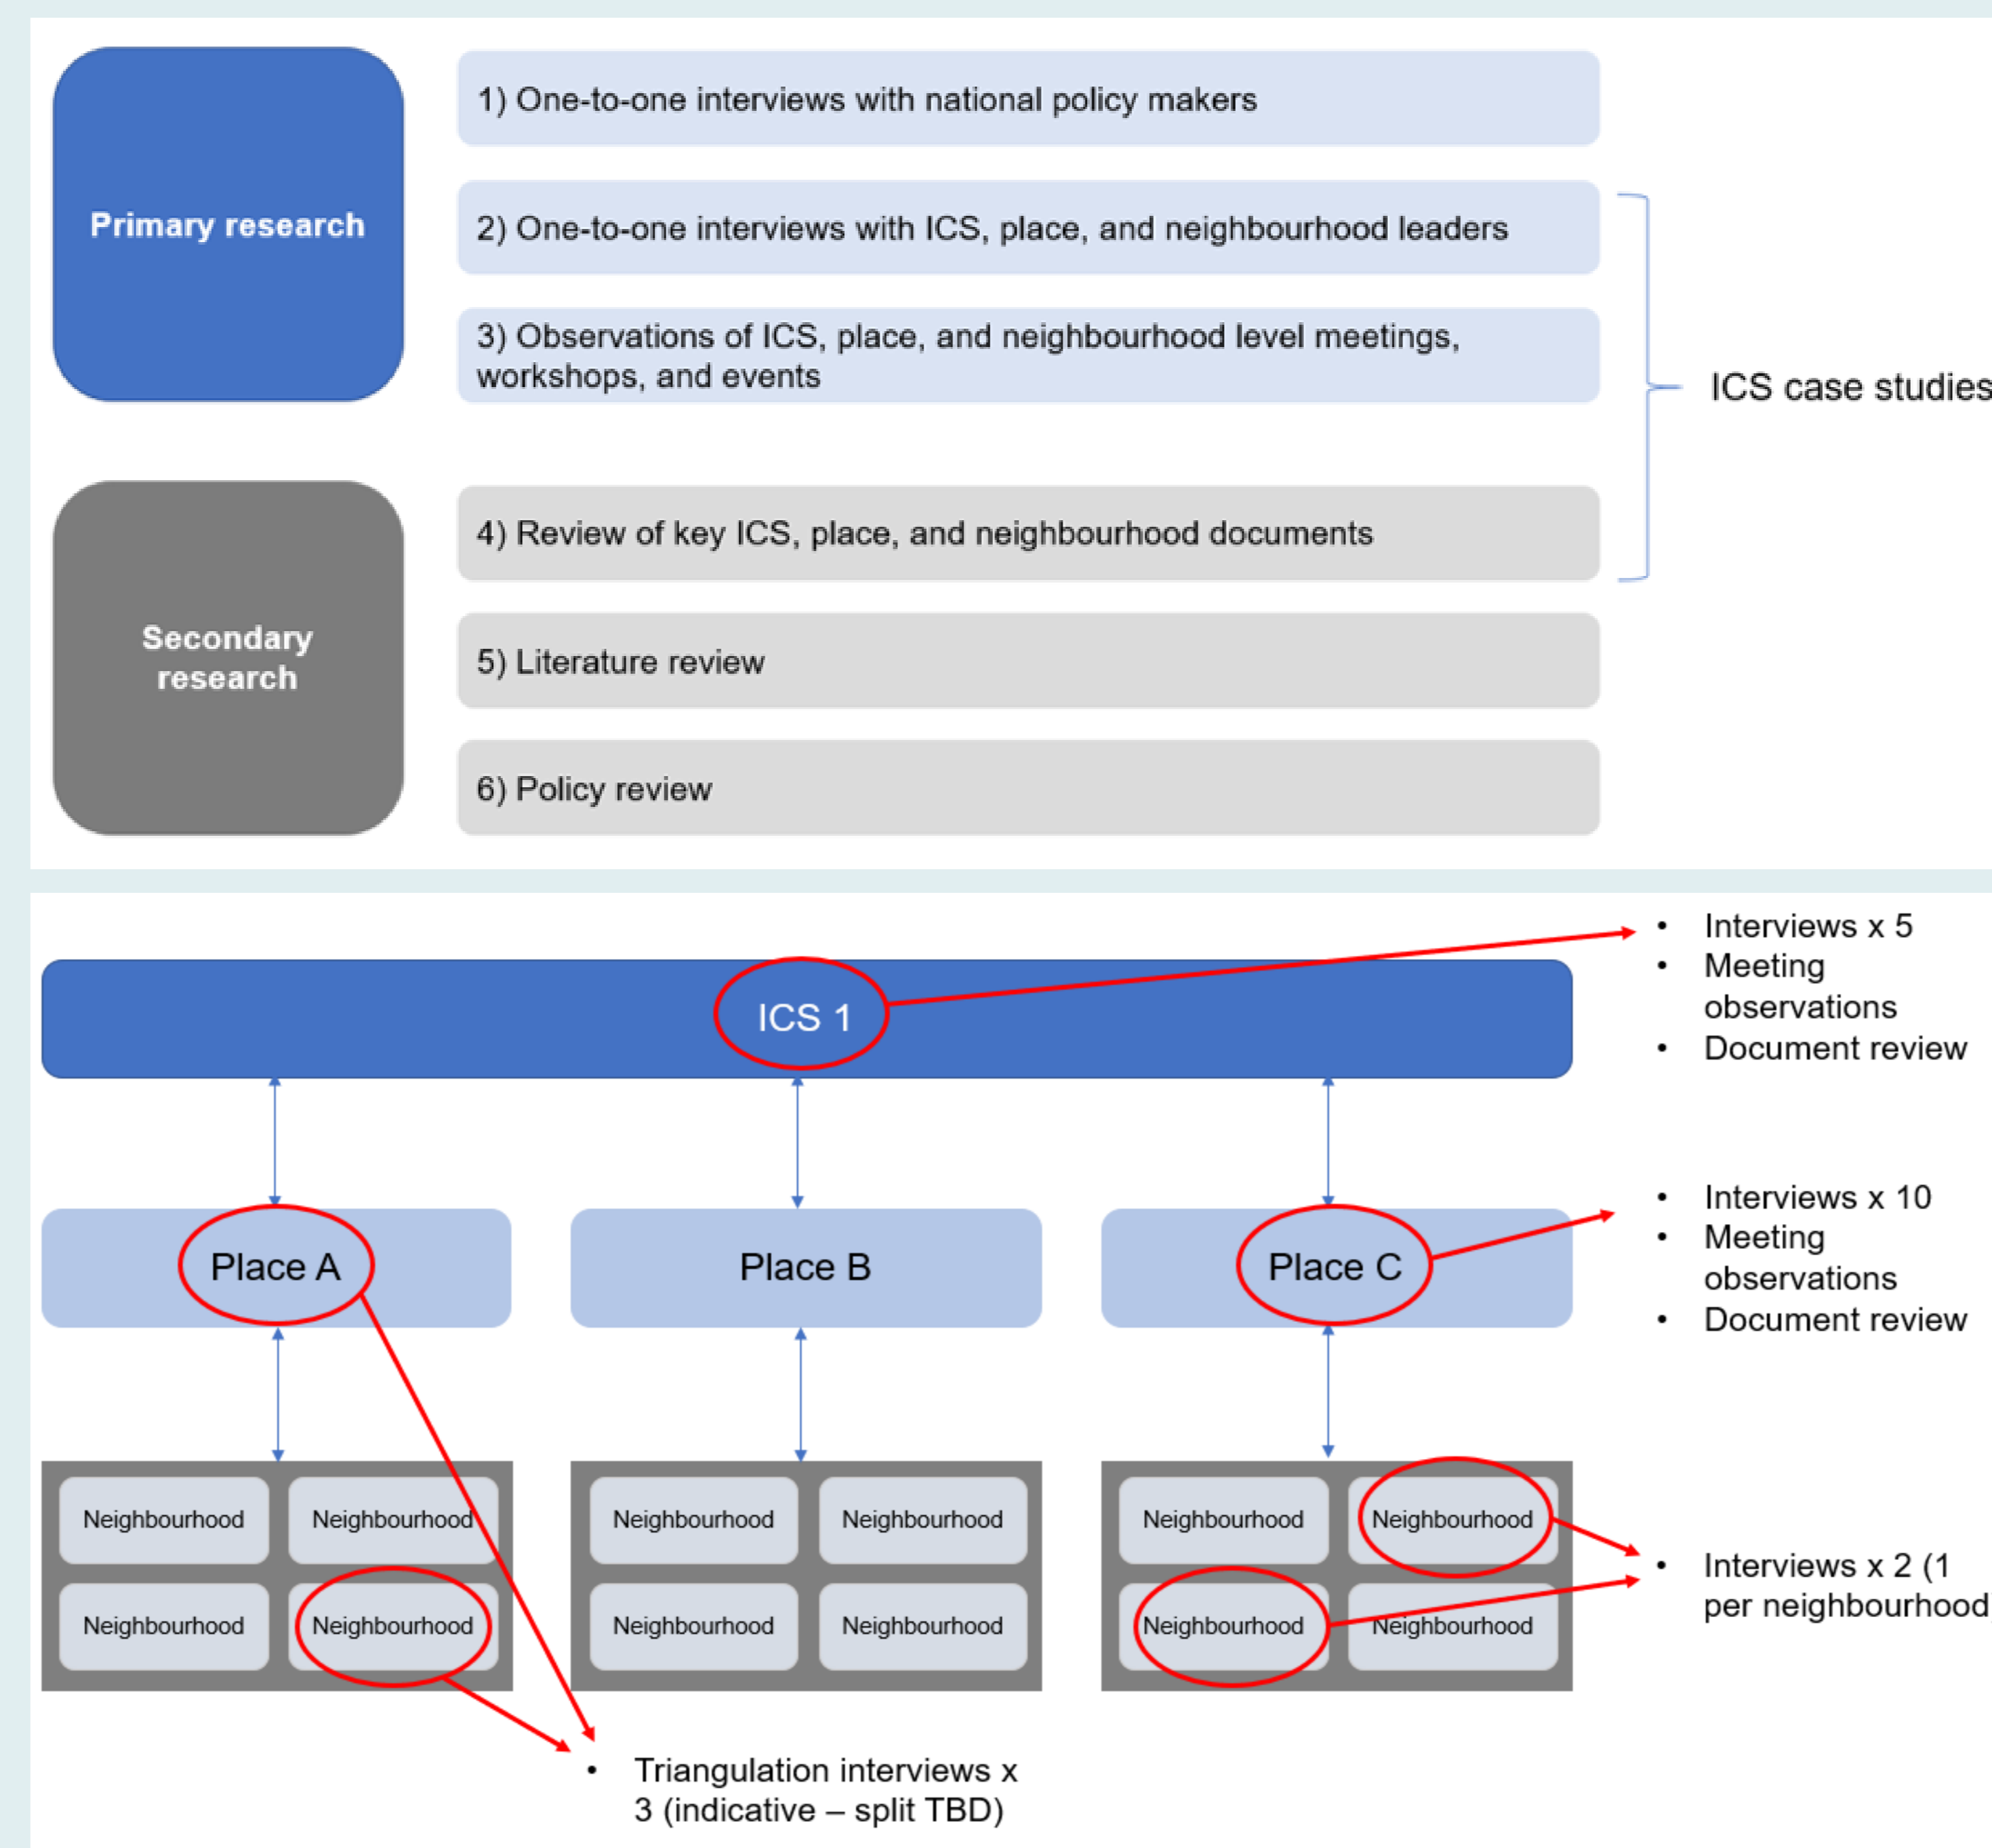 Primary research
1) One-to-one interviews with national policy makers
2) One-to-one interviews with ICS, place, and neighbourhood leaders
3) Observations of ICS, place, and neighbourhood level meetings,
workshops, and events
ICS case studies
Secondary
research
4) Review of key ICS, place, and neighbourhood documents
5) Literature review
6) Policy review
ICS 1
• Interviews x 5
• Meeting
observations
• Document review
Place A
Place B
Place C
• Interviews x 10
• Meeting
observations
• Document review
Neighbourhood
Neighbourhood
Neighbourhood
Neighbourhood
Neighbourhood
Neighbourhood
Neighbourhood
Neighbourhood
Neighbourhood
Neighbourhood
Neighbourhood
Neighbourhood
• Interviews x 2 (1
per neighbourhood
• Triangulation interviews x
3 (indicative – split TBD)